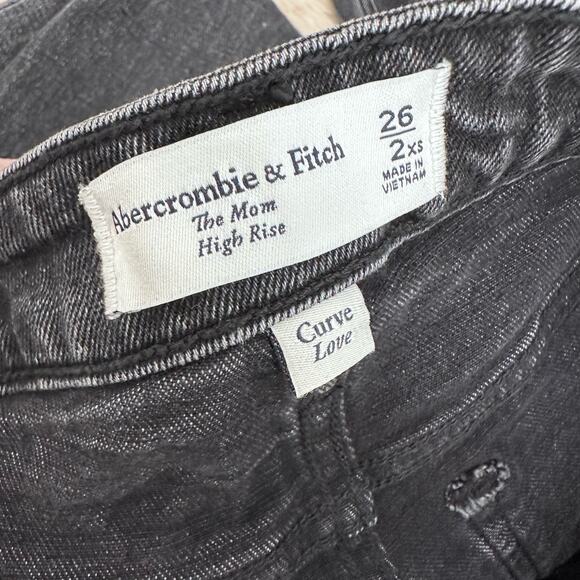 Abercrombie & Fitch
The Mom
High Rise
26
2XS
MADE IN
VIETNAM
Curve
Love